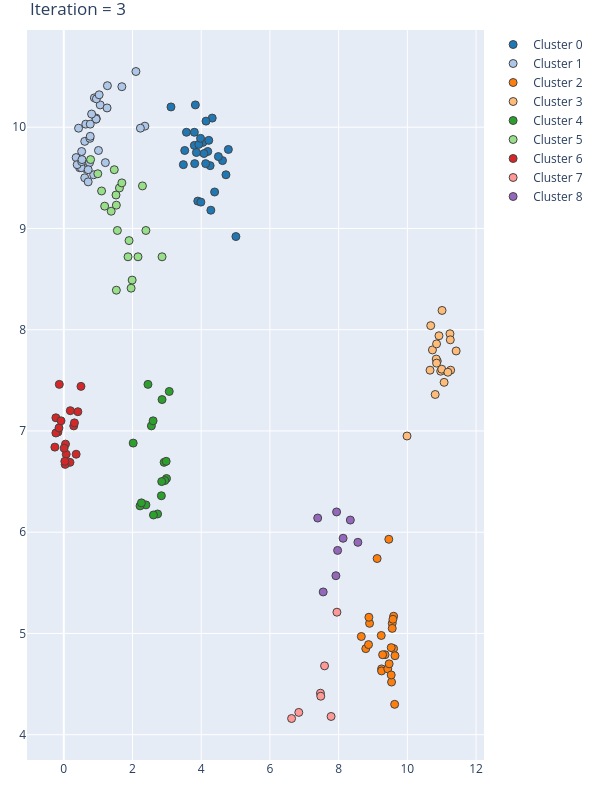 Iteration = 3
Cluster 0
Cluster 1
Cluster 2
Cluster 3
Cluster 4
Cluster 5
Cluster 6
Cluster 7
Cluster 8
10
9
8
7
6
5
4
0 2 4 6 8 10 12